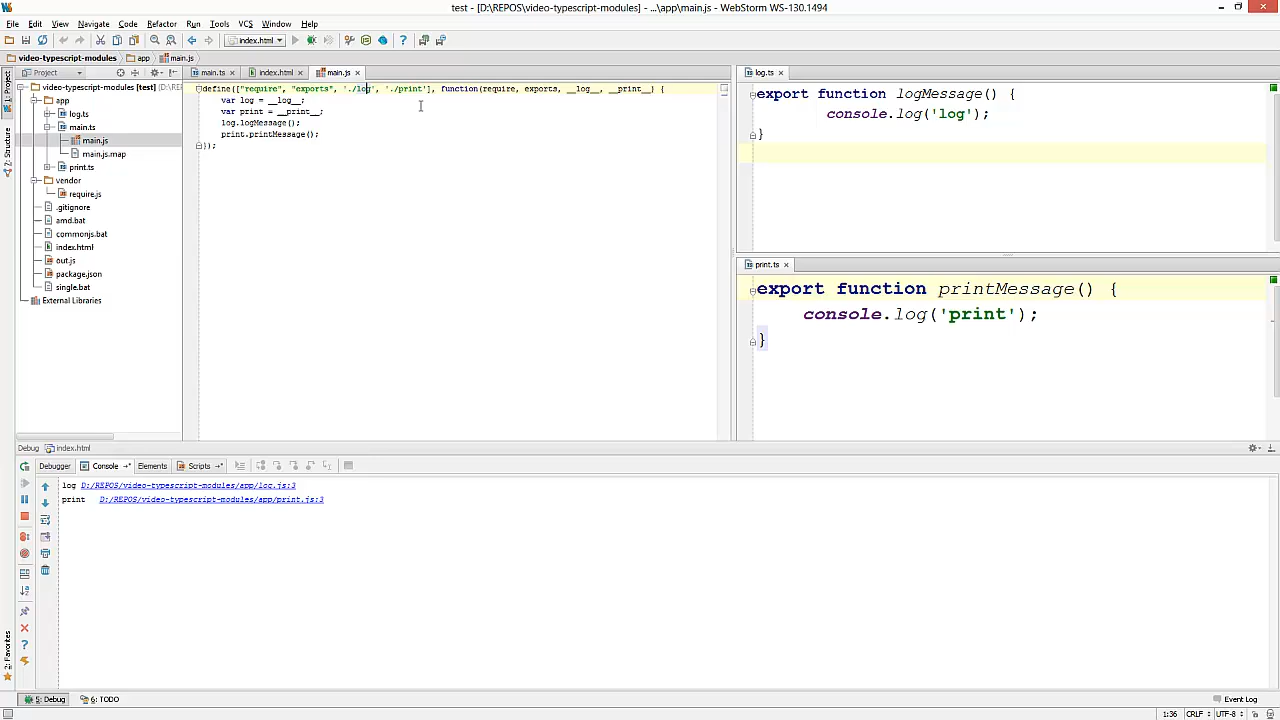 test - [D:\REPOS\video-typescript-modules] - ...\app\main.js - WebStorm WS-130.1494
File Edit View Navigate Code Refactor Run Tools VCS Window Help
index.html
video-typescript-modules app main.js
Project
main.ts index.html main.js
log.ts
1: Project
Z: Structure
2: Favorites
video-typescript-modules [test] (D:\RE
app
log.ts
main.ts
main.js
main.js.map
print.ts
vendor
require.js
.gitignore
amd.bat
commonjs.bat
index.html
out.js
package.json
single.bat
External Libraries
define(["require", "exports", './log', './print'], function(require, exports, __log__, __print__) {
var log = __log__;
var print = __print__;
log.logMessage();
print.printMessage();
});
export function logMessage() {
console.log('log');
}
print.ts
export function printMessage() {
console.log('print');
}
Debug index.html
Debugger Console Elements Scripts
log D:/REPOS/video-typescript-modules/app/log.js:3
print D:/REPOS/video-typescript-modules/app/print.js:3
5: Debug 6: TODO
Event Log
1:36 CRLF UTF-8